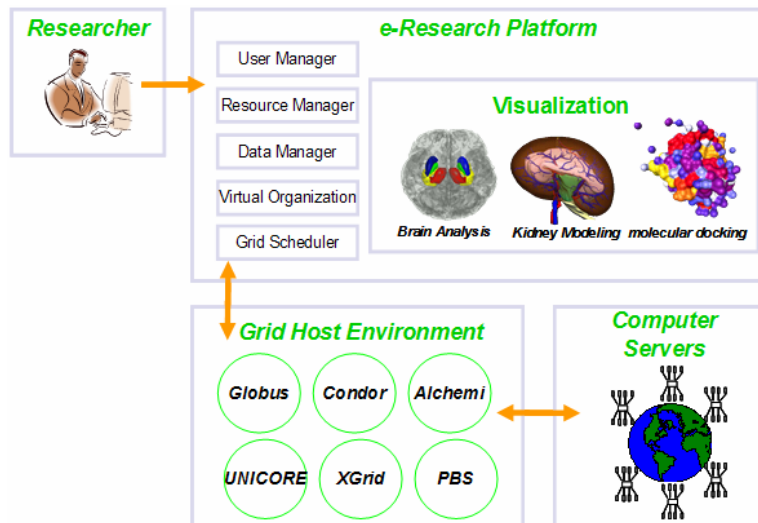 Researcher
e-Research Platform
User Manager
Resource Manager
Data Manager
Virtual Organization
Grid Scheduler
Visualization
Brain Analysis
Kidney Modeling
molecular docking
Grid Host Environment
Globus
Condor
Alchemi
UNICORE
XGrid
PBS
Computer
Servers